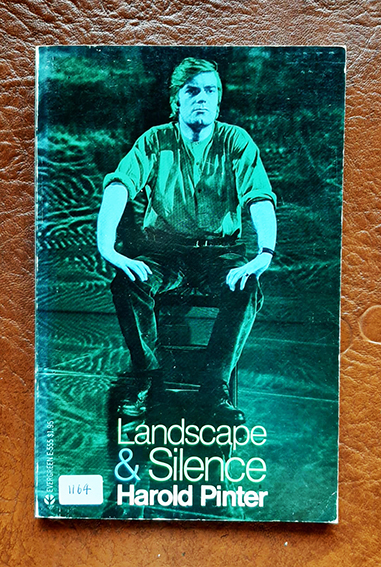 Landscape
& Silence
Harold Pinter
EVERGREEN E-555 $1.95
1164